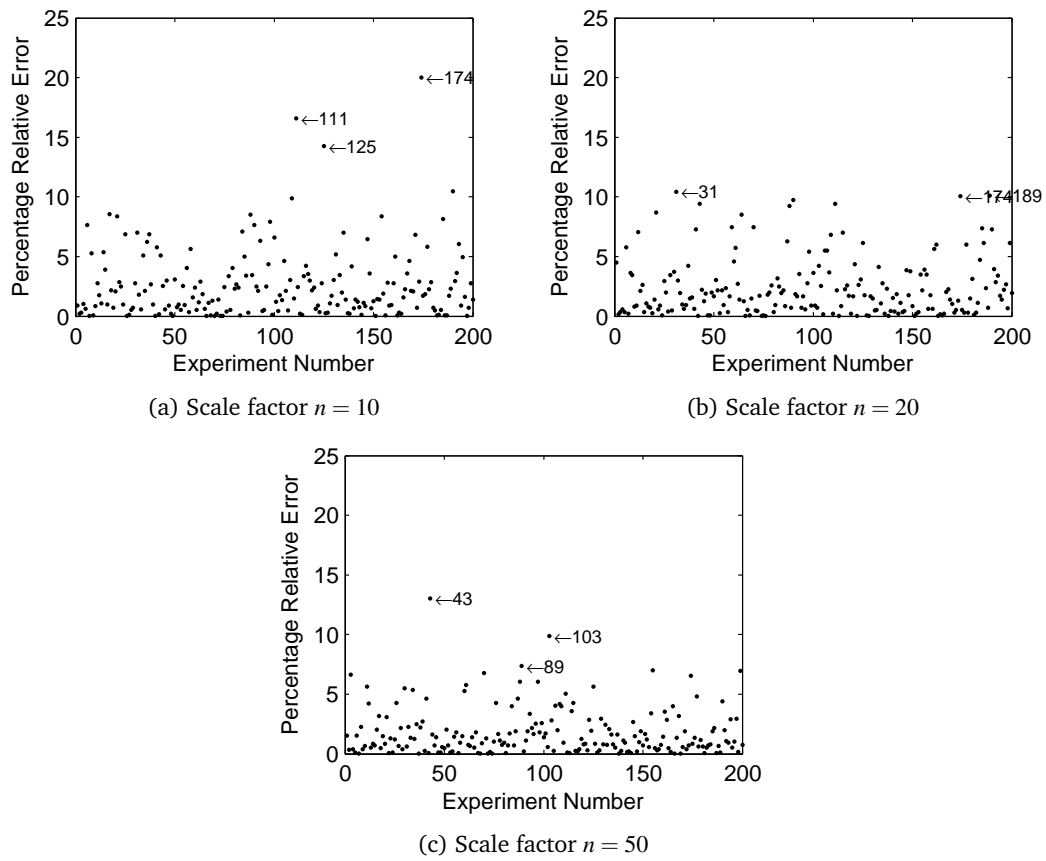 25
20
15
10
5
0
Percentage Relative Error
←174
←111
←125
0 50 100 150 200
Experiment Number
(a) Scale factor n = 10
25
20
15
10
5
0
Percentage Relative Error
←31
←174
←189
0 50 100 150 200
Experiment Number
(b) Scale factor n = 20
25
20
15
10
5
0
Percentage Relative Error
←43
←103
←89
0 50 100 150 200
Experiment Number
(c) Scale factor n = 50